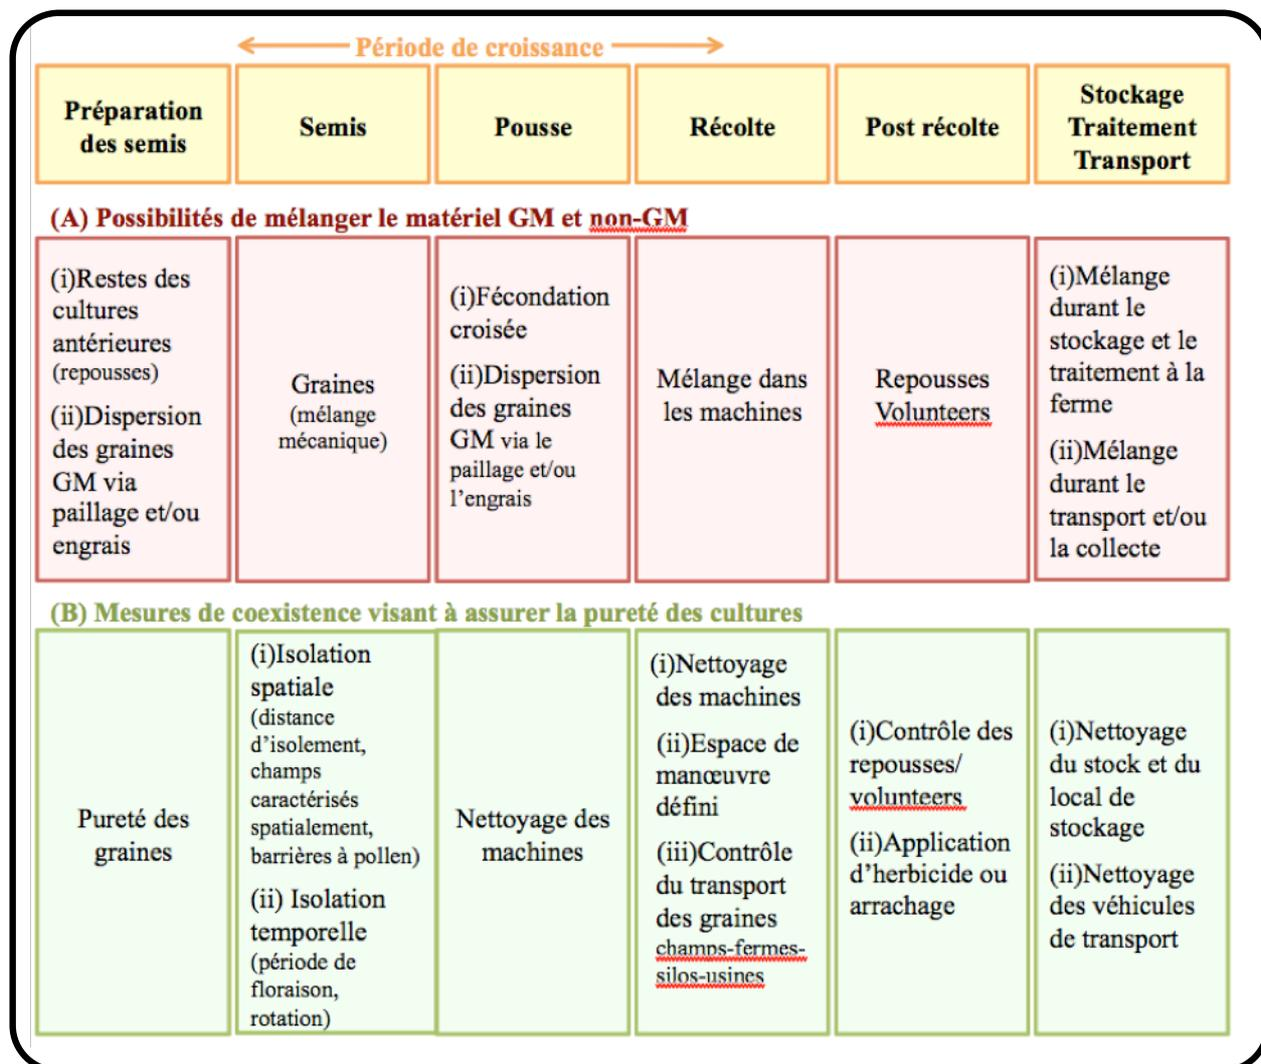 Période de croissance
Préparation
des semis
Semis
Pousse
Récolte
Post récolte
Stockage
Traitement
Transport
(A) Possibilités de mélanger le matériel GM et non-GM
(i)Restes des
cultures
antérieures
(repousses)
(ii)Dispersion
des graines
GM via
paillage et/ou
engrais
Graines
(mélange
mécanique)
(i)Fécondation
croisée
(ii)Dispersion
des graines
GM via le
paillage et/ou
l’engrais
Mélange dans
les machines
Repousses
Volunteers
(i)Mélange
durant le
stockage et le
traitement à la
ferme
(ii)Mélange
durant le
transport et/ou
la collecte
(B) Mesures de coexistence visant à assurer la pureté des cultures
Pureté des
graines
(i)Isolation
spatiale
(distance
d’isolement,
champs
caractérisés
spatialement,
barrières à pollen)
(ii) Isolation
temporelle
(période de
floraison,
rotation)
Nettoyage des
machines
(i)Nettoyage
des machines
(ii)Espace de
manœuvre
défini
(iii)Contrôle
du transport
des graines
champs-fermes-
silos-usines
(i)Contrôle des
repousses/
volunteers
(ii)Application
d’herbicide ou
arrachage
(i)Nettoyage
du stock et du
local de
stockage
(ii)Nettoyage
des véhicules
de transport